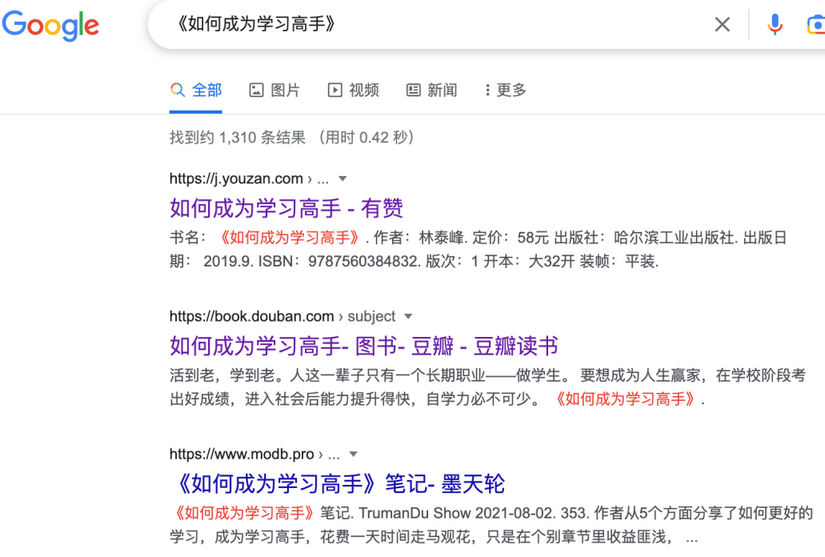 Google
《如何成为学习高手》
全部 图片 视频 新闻 更多
找到约 1,310 条结果 （用时 0.42 秒）
https://j.youzan.com › ...
如何成为学习高手 - 有赞
书名： 《如何成为学习高手》. 作者：林泰峰. 定价：58元 出版社：哈尔滨工业出版社. 出版日
期： 2019.9. ISBN：9787560384832. 版次：1 开本：大32开 装帧：平装.
https://book.douban.com › subject
如何成为学习高手- 图书- 豆瓣 - 豆瓣读书
活到老，学到老。人这一辈子只有一个长期职业——做学生。 要想成为人生赢家，在学校阶段考
出好成绩，进入社会后能力提升得快，自学力必不可少。 《如何成为学习高手》.
https://www.modb.pro › ...
《如何成为学习高手》笔记- 墨天轮
《如何成为学习高手》笔记. TrumanDu Show 2021-08-02. 353. 作者从5个方面分享了如何更好的
学习，成为学习高手，花费一天时间走马观花，只是在个别章节里收益匪浅， ...